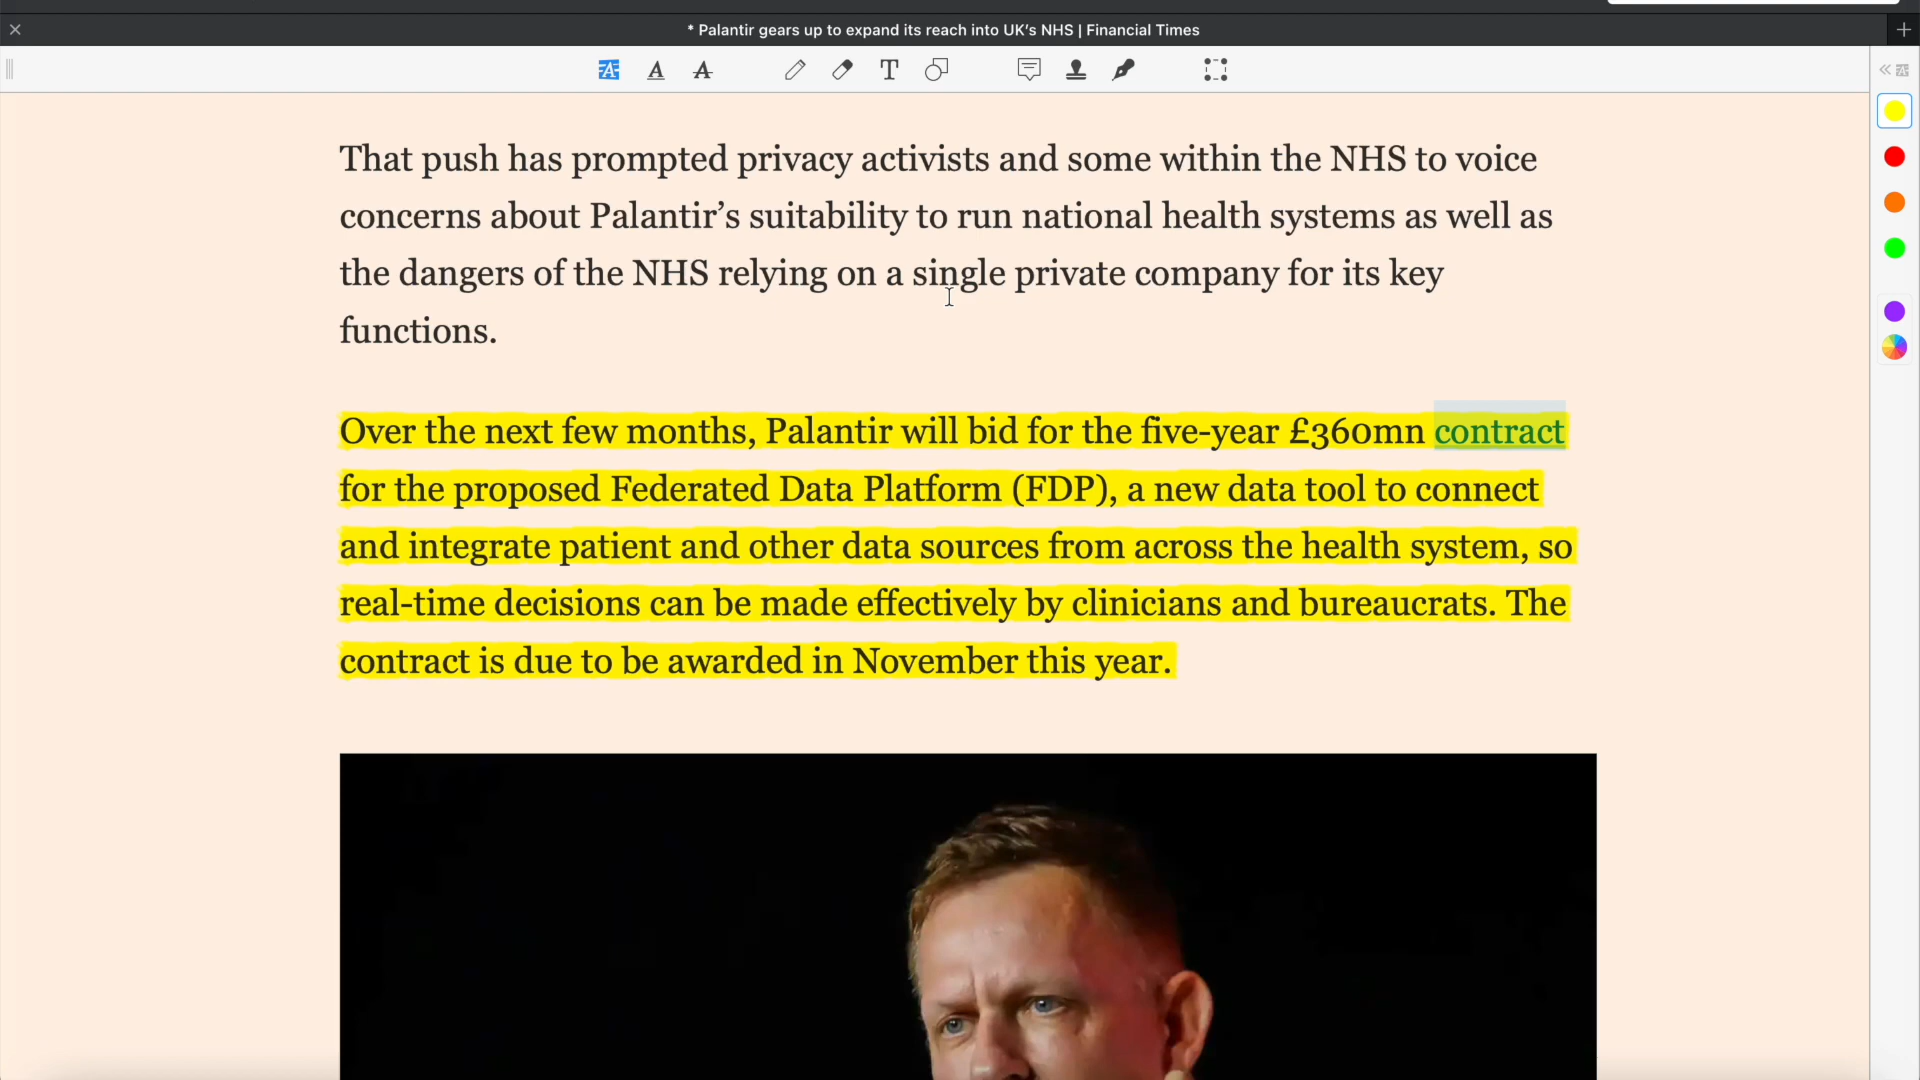 * Palantir gears up to expand its reach into UK’s NHS | Financial Times
That push has prompted privacy activists and some within the NHS to voice
concerns about Palantir’s suitability to run national health systems as well as
the dangers of the NHS relying on a single private company for its key
functions.
Over the next few months, Palantir will bid for the five-year £360mn contract
for the proposed Federated Data Platform (FDP), a new data tool to connect
and integrate patient and other data sources from across the health system, so
real-time decisions can be made effectively by clinicians and bureaucrats. The
contract is due to be awarded in November this year.